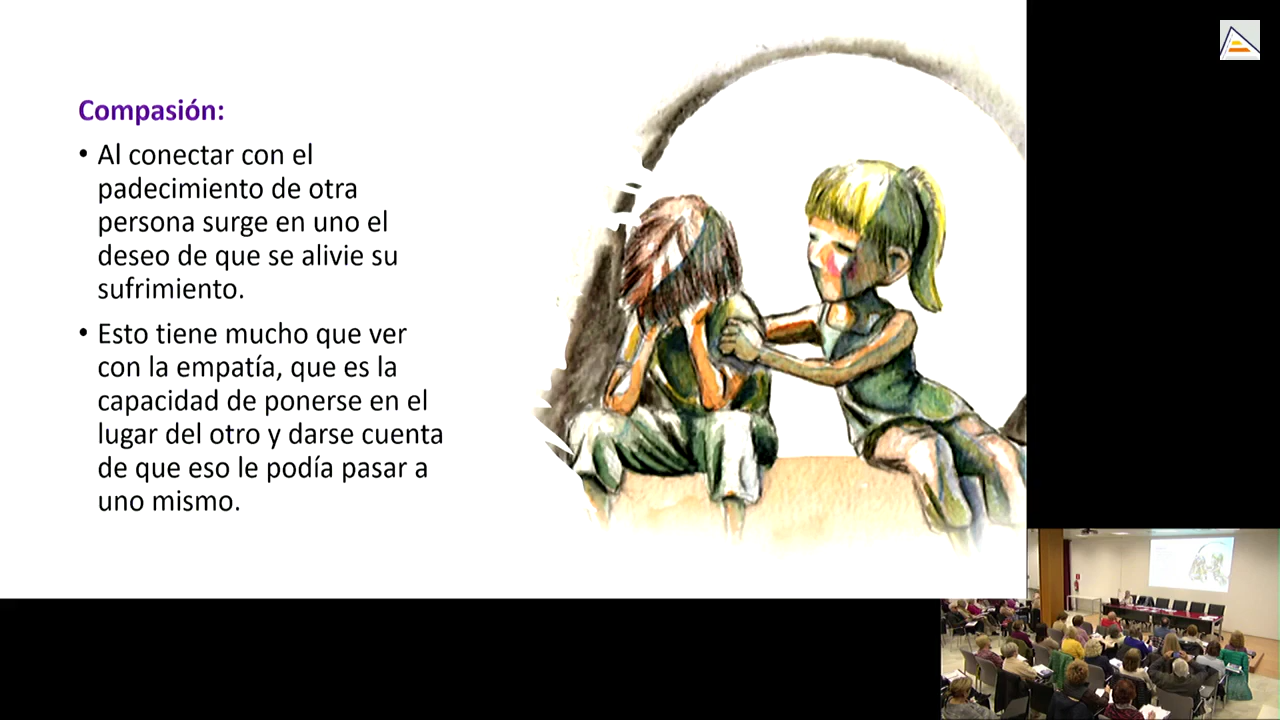 Compasión:
• Al conectar con el
padecimiento de otra
persona surge en uno el
deseo de que se alivie su
sufrimiento.
• Esto tiene mucho que ver
con la empatía, que es la
capacidad de ponerse en el
lugar del otro y darse cuenta
de que eso le podía pasar a
uno mismo.